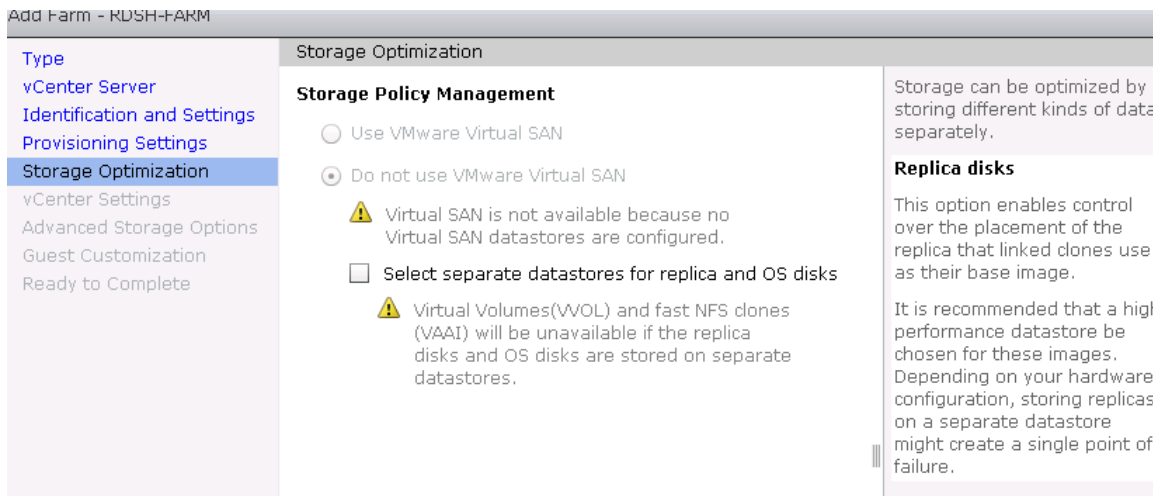 Add Farm - RDSH-FARM
Type
vCenter Server
Identification and Settings
Provisioning Settings
Storage Optimization
vCenter Settings
Advanced Storage Options
Guest Customization
Ready to Complete
Storage Optimization
Storage Policy Management
Use VMware Virtual SAN
Do not use VMware Virtual SAN
Virtual SAN is not available because no
Virtual SAN datastores are configured.
Select separate datastores for replica and OS disks
Virtual Volumes(VVOL) and fast NFS clones
(VAAI) will be unavailable if the replica
disks and OS disks are stored on separate
datastores.
Storage can be optimized by
storing different kinds of data
separately.
Replica disks
This option enables control
over the placement of the
replica that linked clones use
as their base image.
It is recommended that a high
performance datastore be
chosen for these images.
Depending on your hardware
configuration, storing replicas
on a separate datastore
might create a single point of
failure.